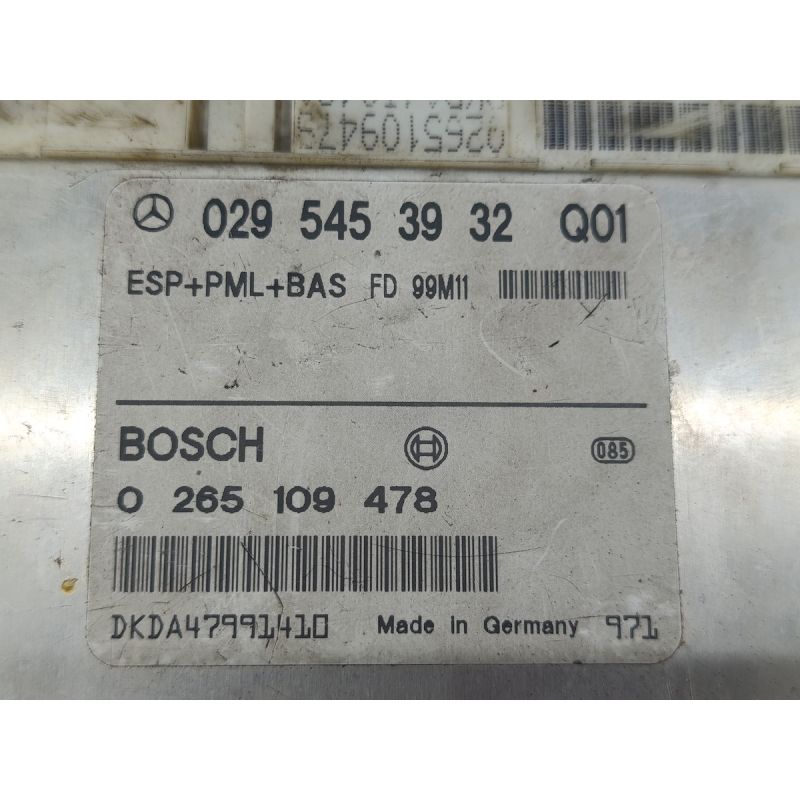 0265109478
029 545 39 32 Q01
ESP+PML+BAS FD 99M11
BOSCH
085
0 265 109 478
DKDA47991410 Made in Germany 971